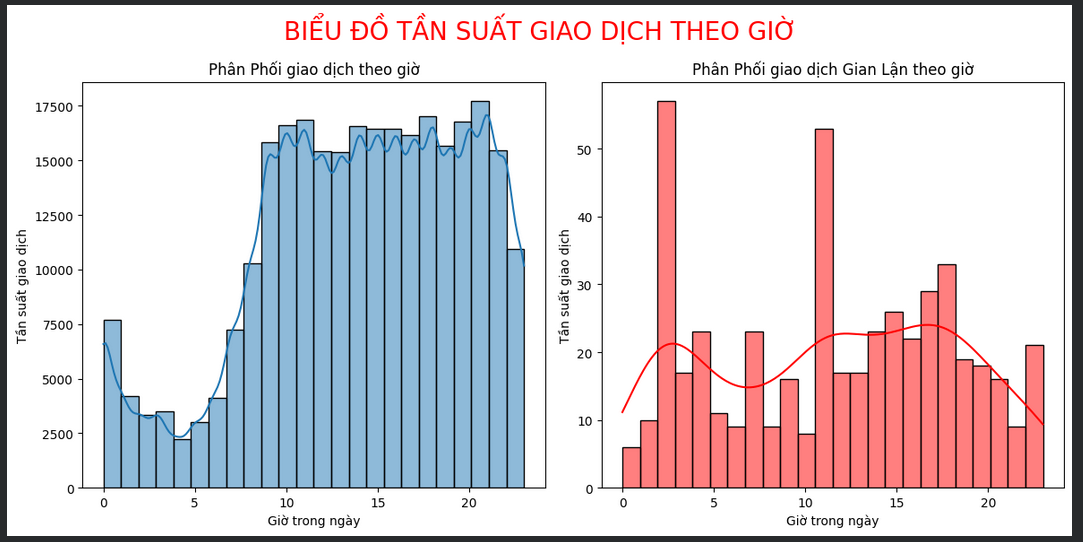 BIỂU ĐỒ TẦN SUẤT GIAO DỊCH THEO GIỜ
Phân Phối giao dịch theo giờ
17500
15000
12500
10000
7500
5000
2500
0
Tần suất giao dịch
0 5 10 15 20
Giờ trong ngày
Phân Phối giao dịch Gian Lận theo giờ
50
40
30
20
10
0
Tần suất giao dịch
0 5 10 15 20
Giờ trong ngày